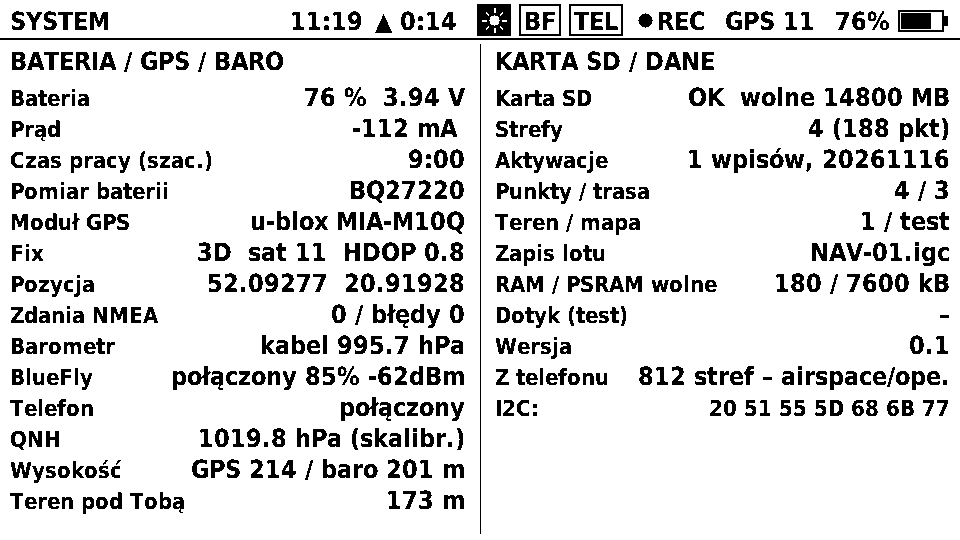 SYSTEM 11:19 ▲ 0:14 BF TEL ●REC GPS 11 76%
BATERIA / GPS / BARO
Bateria 76 % 3.94 V
Prąd -112 mA
Czas pracy (szac.) 9:00
Pomiar baterii BQ27220
Moduł GPS u-blox MIA-M10Q
Fix 3D sat 11 HDOP 0.8
Pozycja 52.09277 20.91928
Zdania NMEA 0 / błędy 0
Barometr kabel 995.7 hPa
BlueFly połączony 85% -62dBm
Telefon połączony
QNH 1019.8 hPa (skalibr.)
Wysokość GPS 214 / baro 201 m
Teren pod Tobą 173 m
KARTA SD / DANE
Karta SD OK wolne 14800 MB
Strefy 4 (188 pkt)
Aktywacje 1 wpisów, 20261116
Punkty / trasa 4 / 3
Teren / mapa 1 / test
Zapis lotu NAV-01.igc
RAM / PSRAM wolne 180 / 7600 kB
Dotyk (test) –
Wersja 0.1
Z telefonu 812 stref – airspace/ope.
I2C: 20 51 55 5D 68 6B 77